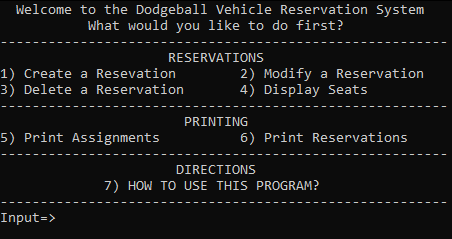 Welcome to the Dodgeball Vehicle Reservation System
What would you like to do first?
--------------------------------------------------------
RESERVATIONS
1) Create a Resevation 2) Modify a Reservation
3) Delete a Reservation 4) Display Seats
--------------------------------------------------------
PRINTING
5) Print Assignments 6) Print Reservations
--------------------------------------------------------
DIRECTIONS
7) HOW TO USE THIS PROGRAM?
--------------------------------------------------------
Input=>